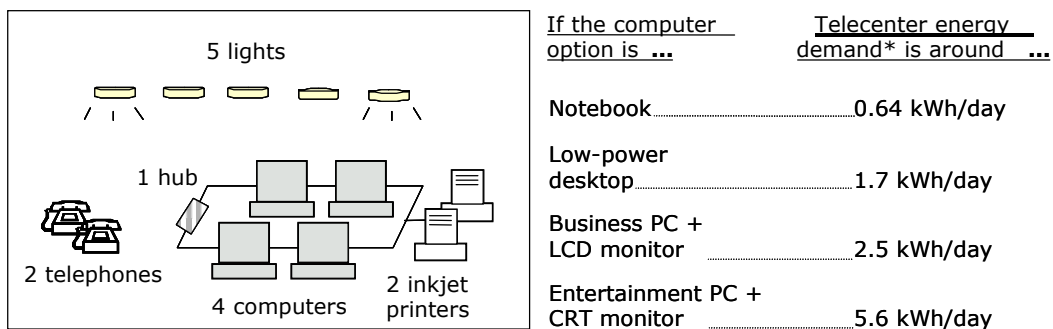 5 lights
1 hub
2 telephones
4 computers
2 inkjet
printers
If the computer
option is ...
Telecenter energy
demand* is around ...
Notebook 0.64 kWh/day
Low-power
desktop 1.7 kWh/day
Business PC +
LCD monitor 2.5 kWh/day
Entertainment PC +
CRT monitor 5.6 kWh/day